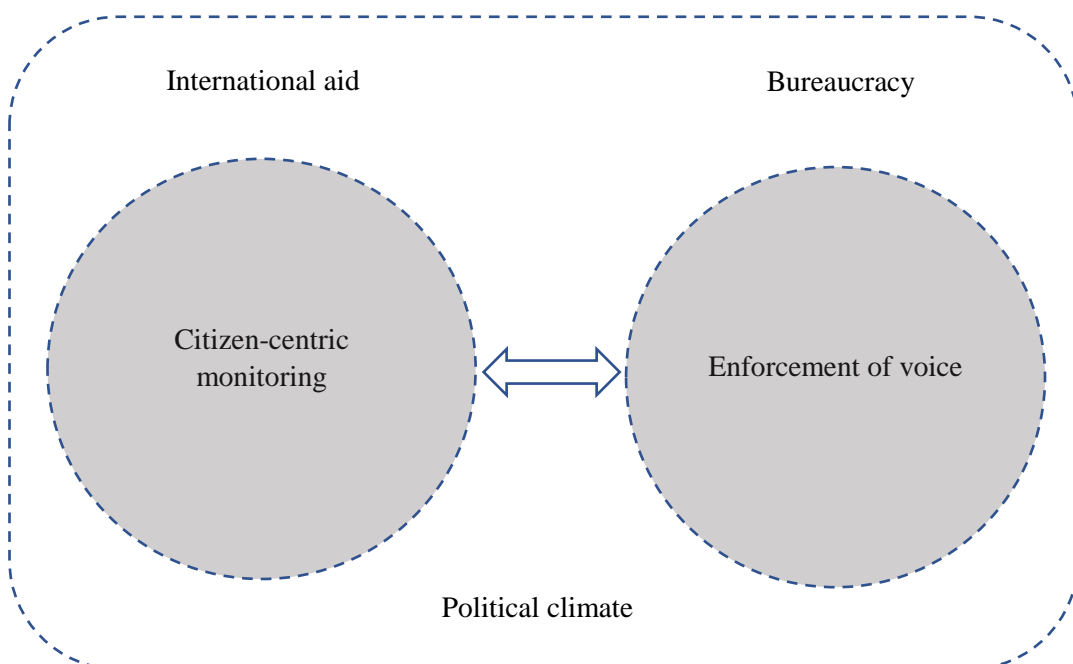 International aid
Bureaucracy
Citizen-centric
monitoring
Enforcement of voice
Political climate